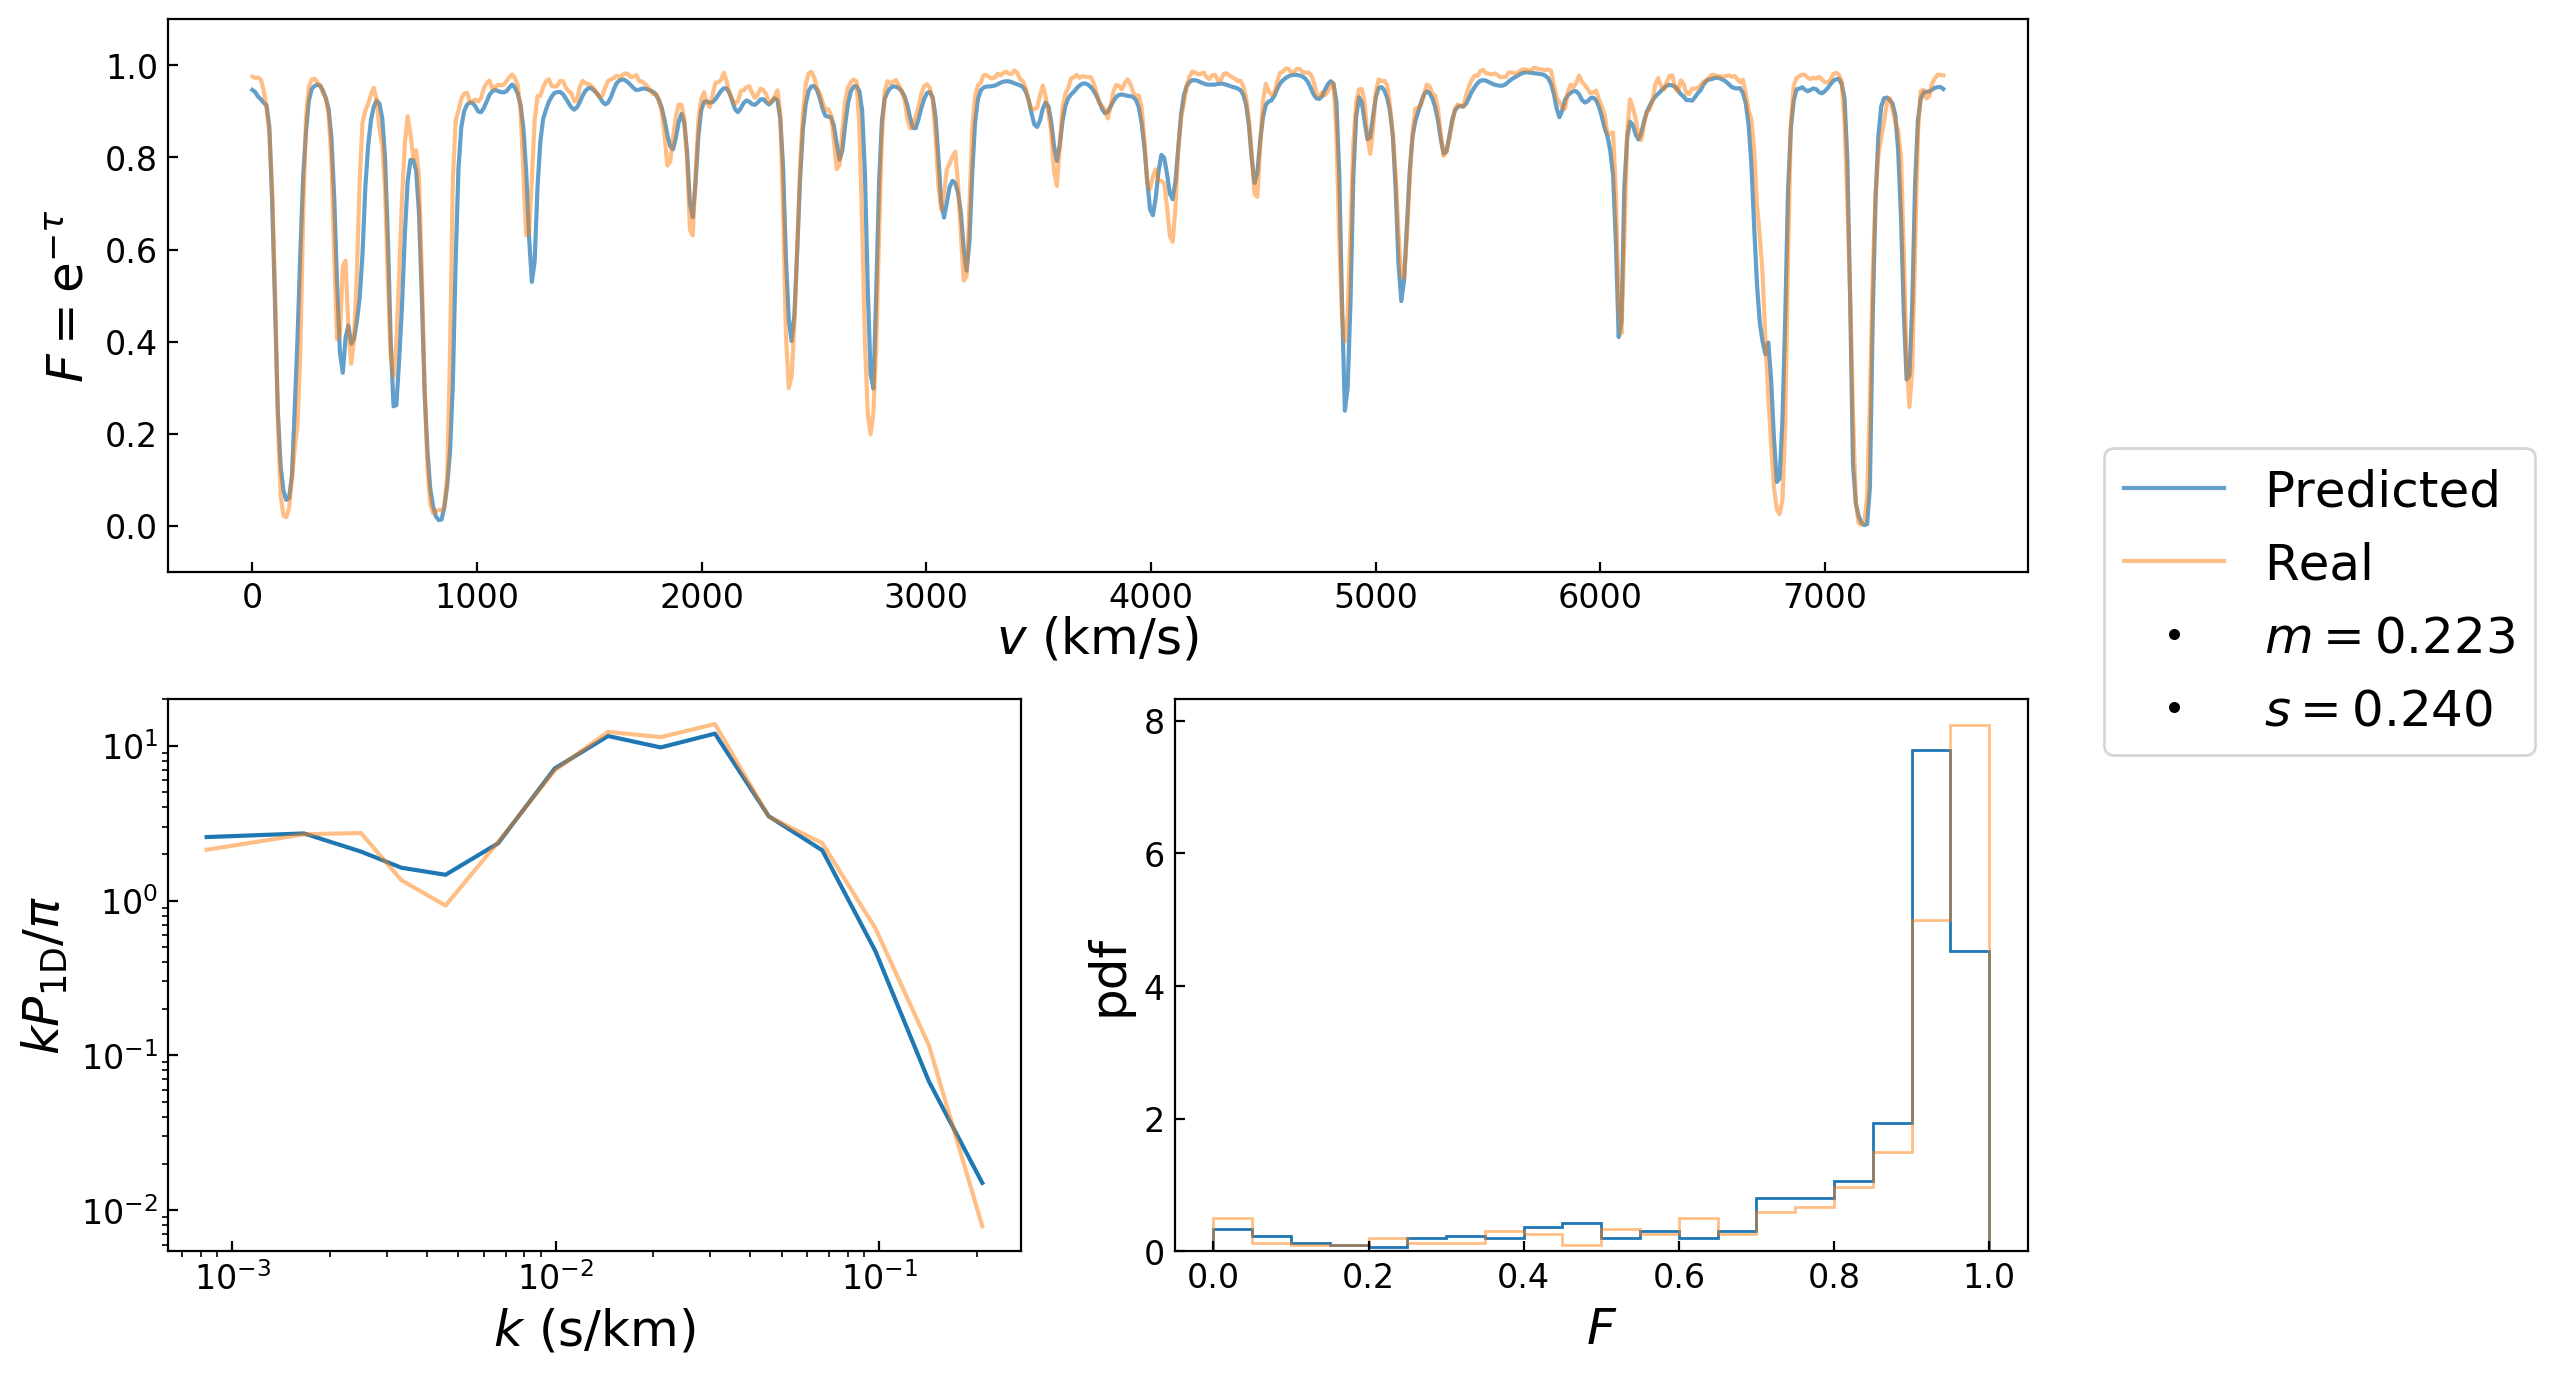 F = e^{-τ}
1.0
0.8
0.6
0.4
0.2
0.0
0 1000 2000 3000 4000 5000 6000 7000
v (km/s)
Predicted
Real
m = 0.223
s = 0.240
kP_{1D}/π
10^1
10^0
10^{-1}
10^{-2}
10^{-3} 10^{-2} 10^{-1}
k (s/km)
pdf
8
6
4
2
0
0.0 0.2 0.4 0.6 0.8 1.0
F